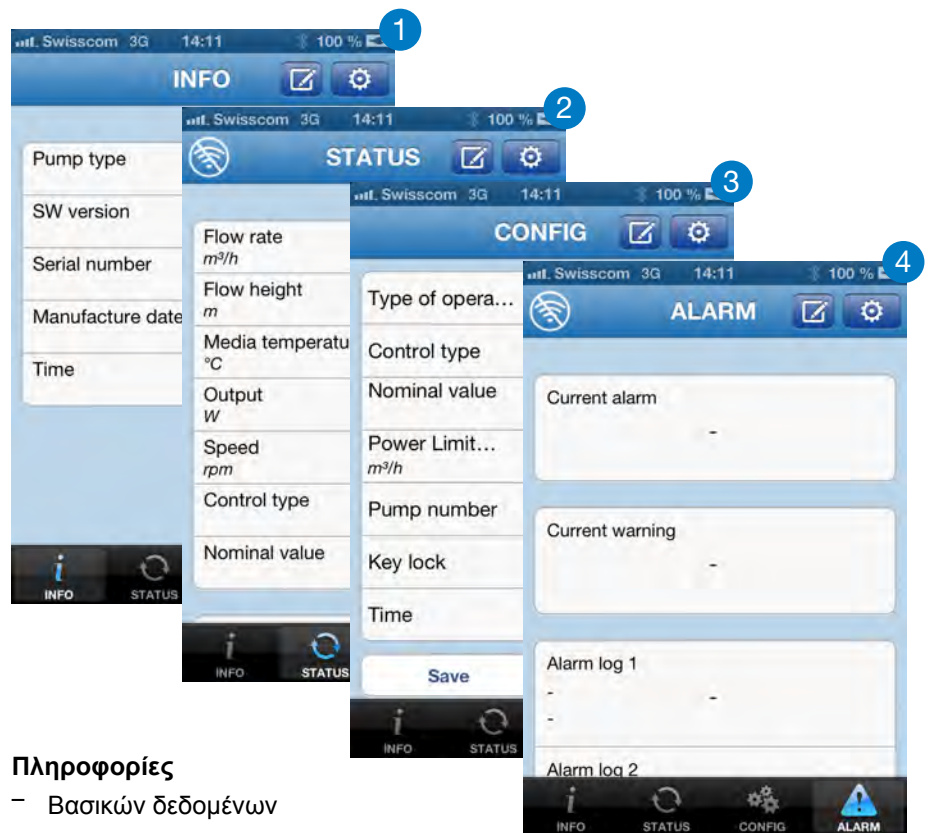 1
Swisscom 3G 14:11 100 %
INFO
Pump type
SW version
Serial number
Manufacture date
Time
INFO STATUS
2
Swisscom 3G 14:11 100 %
STATUS
Flow rate
m³/h
Flow height
m
Media temperatu
°C
Output
W
Speed
rpm
Control type
Nominal value
INFO STATUS
3
Swisscom 3G 14:11 100 %
CONFIG
Type of opera...
Control type
Nominal value
Power Limit...
m³/h
Pump number
Key lock
Time
Save
INFO STATUS
4
Swisscom 3G 14:11 100 %
ALARM
Current alarm
-
Current warning
-
Alarm log 1
-
-
-
Alarm log 2
INFO STATUS CONFIG ALARM
Πληροφορίες
– Βασικών δεδομένων